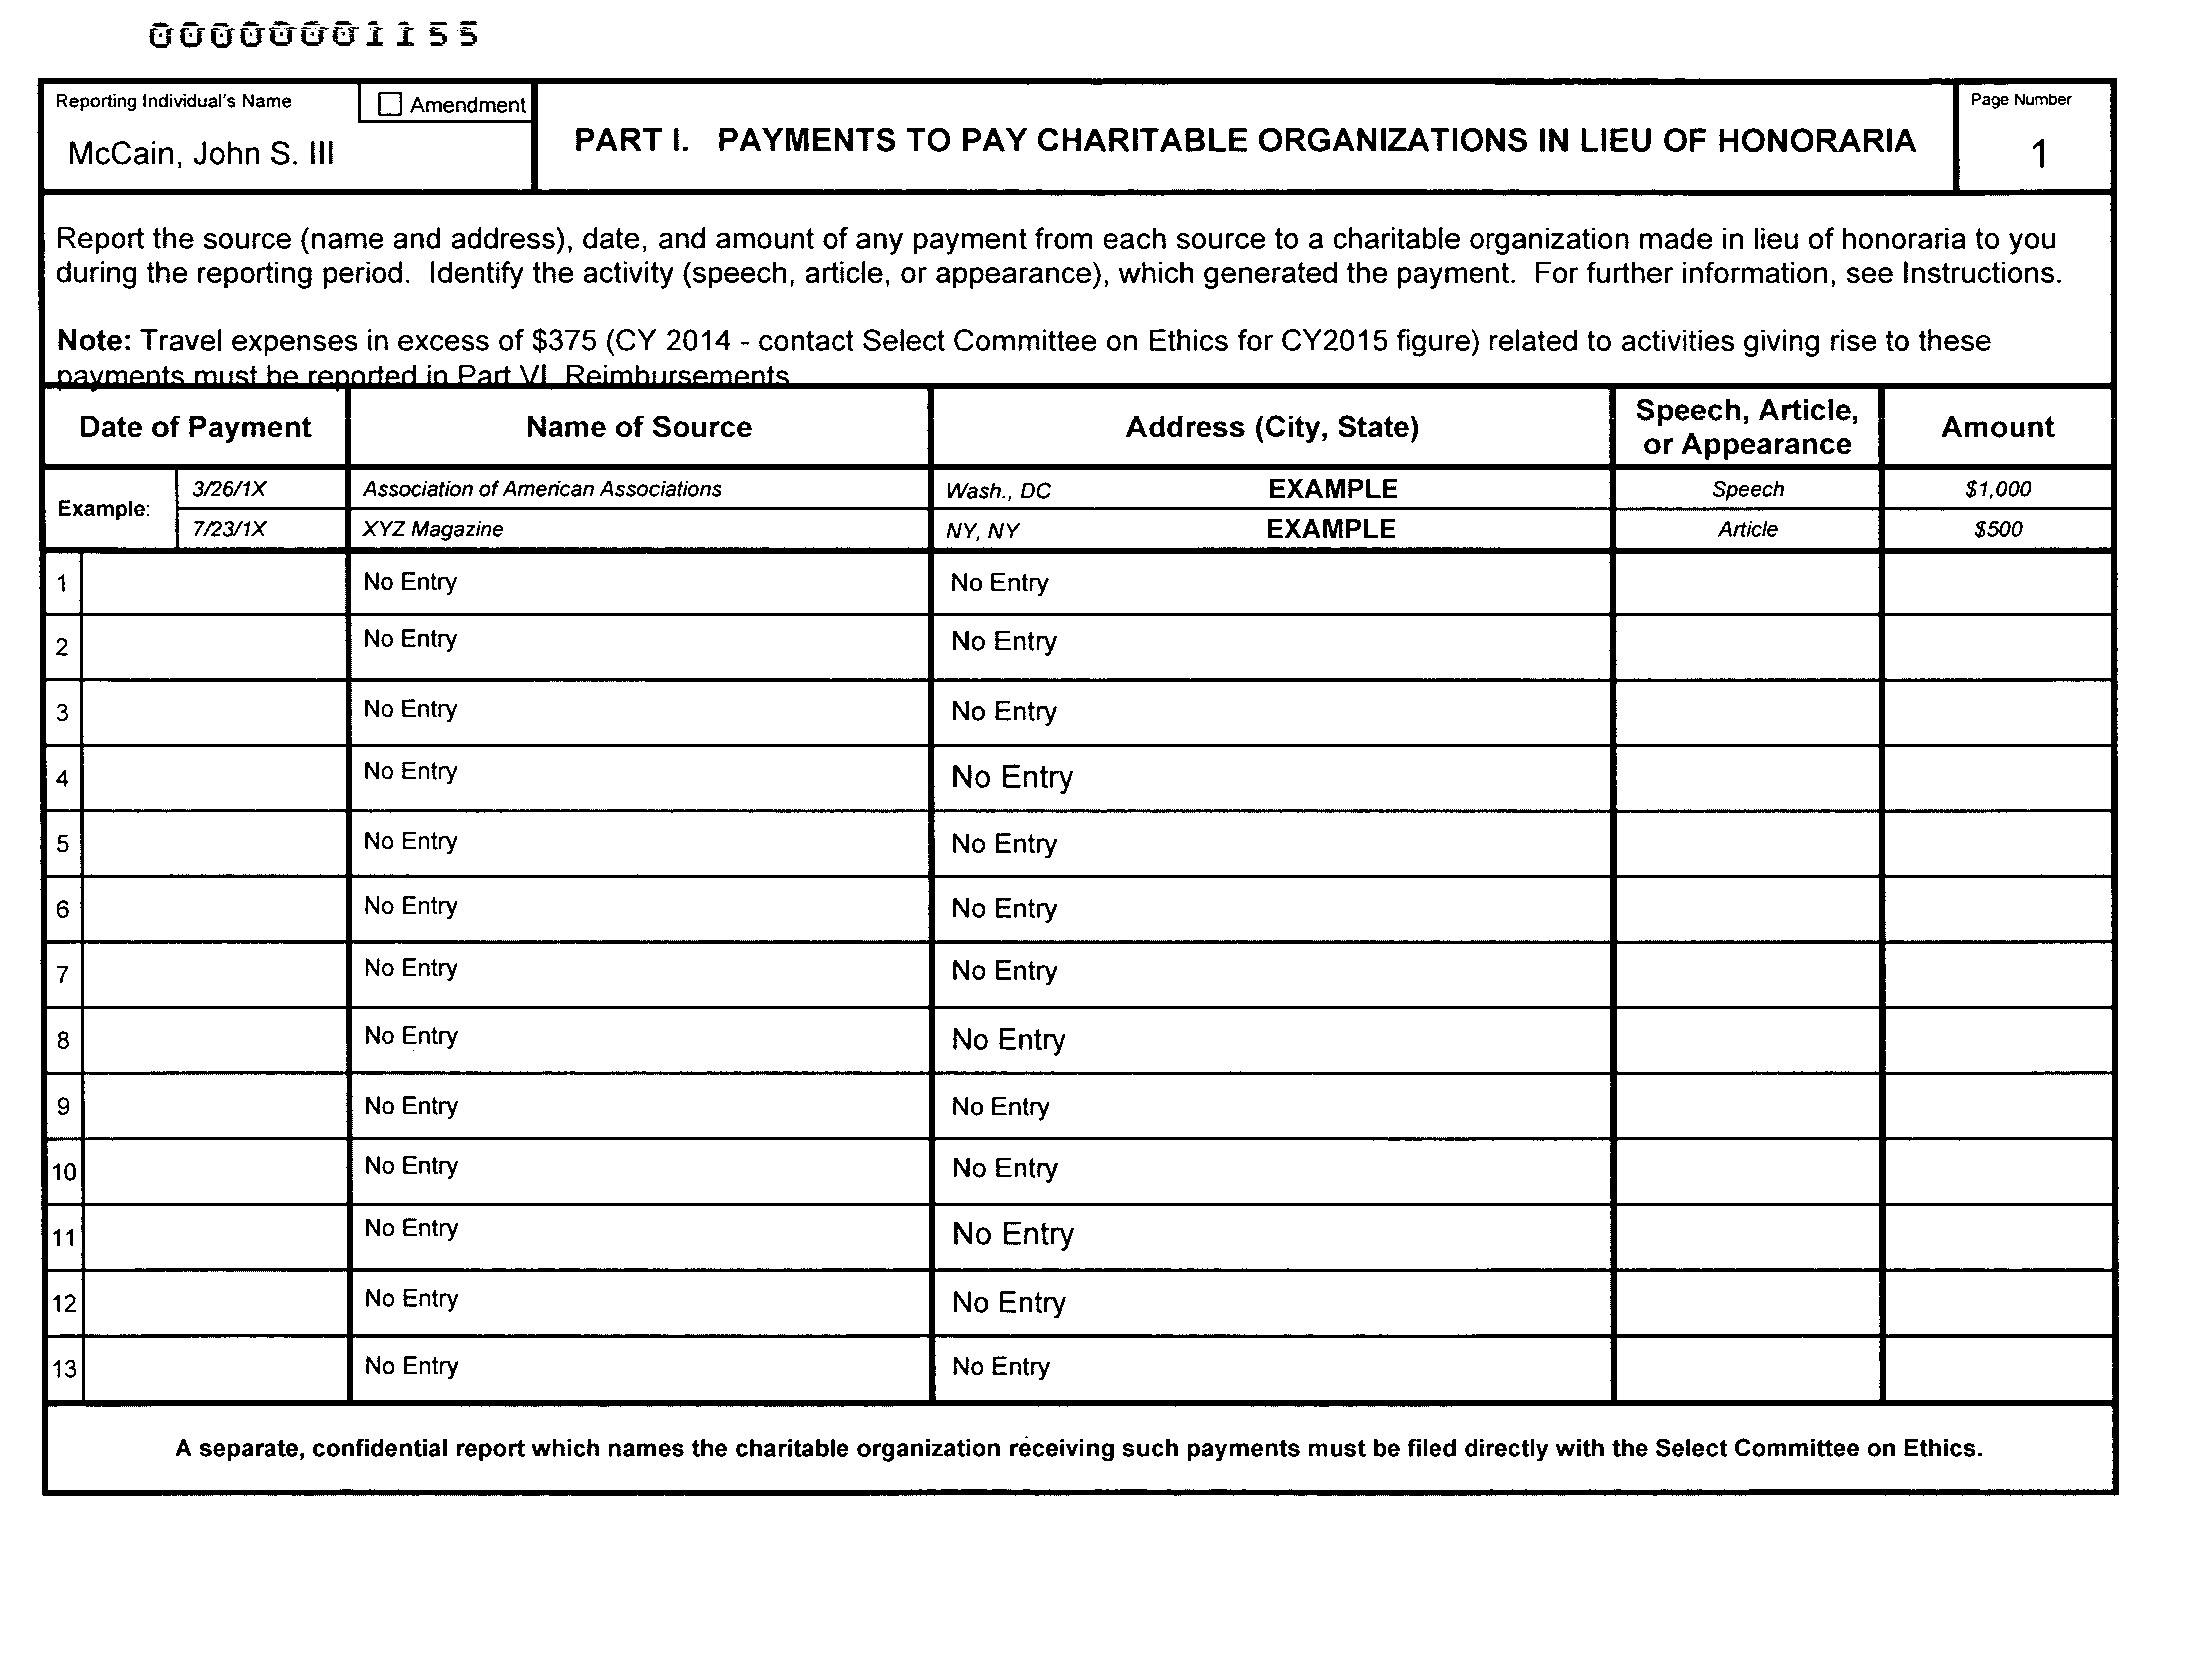 00000001155
Reporting Individual's Name
☐ Amendment
McCain, John S. III
PART I. PAYMENTS TO PAY CHARITABLE ORGANIZATIONS IN LIEU OF HONORARIA
Page Number
1
Report the source (name and address), date, and amount of any payment from each source to a charitable organization made in lieu of honoraria to you
during the reporting period. Identify the activity (speech, article, or appearance), which generated the payment. For further information, see Instructions.
Note: Travel expenses in excess of $375 (CY 2014 - contact Select Committee on Ethics for CY2015 figure) related to activities giving rise to these
payments must be reported in Part VI. Reimbursements
Date of Payment Name of Source Address (City, State) Speech, Article, or Appearance Amount
Example: 3/26/1X Association of American Associations Wash., DC EXAMPLE Speech $1,000
7/23/1X XYZ Magazine NY, NY EXAMPLE Article $500
1 No Entry No Entry
2 No Entry No Entry
3 No Entry No Entry
4 No Entry No Entry
5 No Entry No Entry
6 No Entry No Entry
7 No Entry No Entry
8 No Entry No Entry
9 No Entry No Entry
10 No Entry No Entry
11 No Entry No Entry
12 No Entry No Entry
13 No Entry No Entry
A separate, confidential report which names the charitable organization receiving such payments must be filed directly with the Select Committee on Ethics.